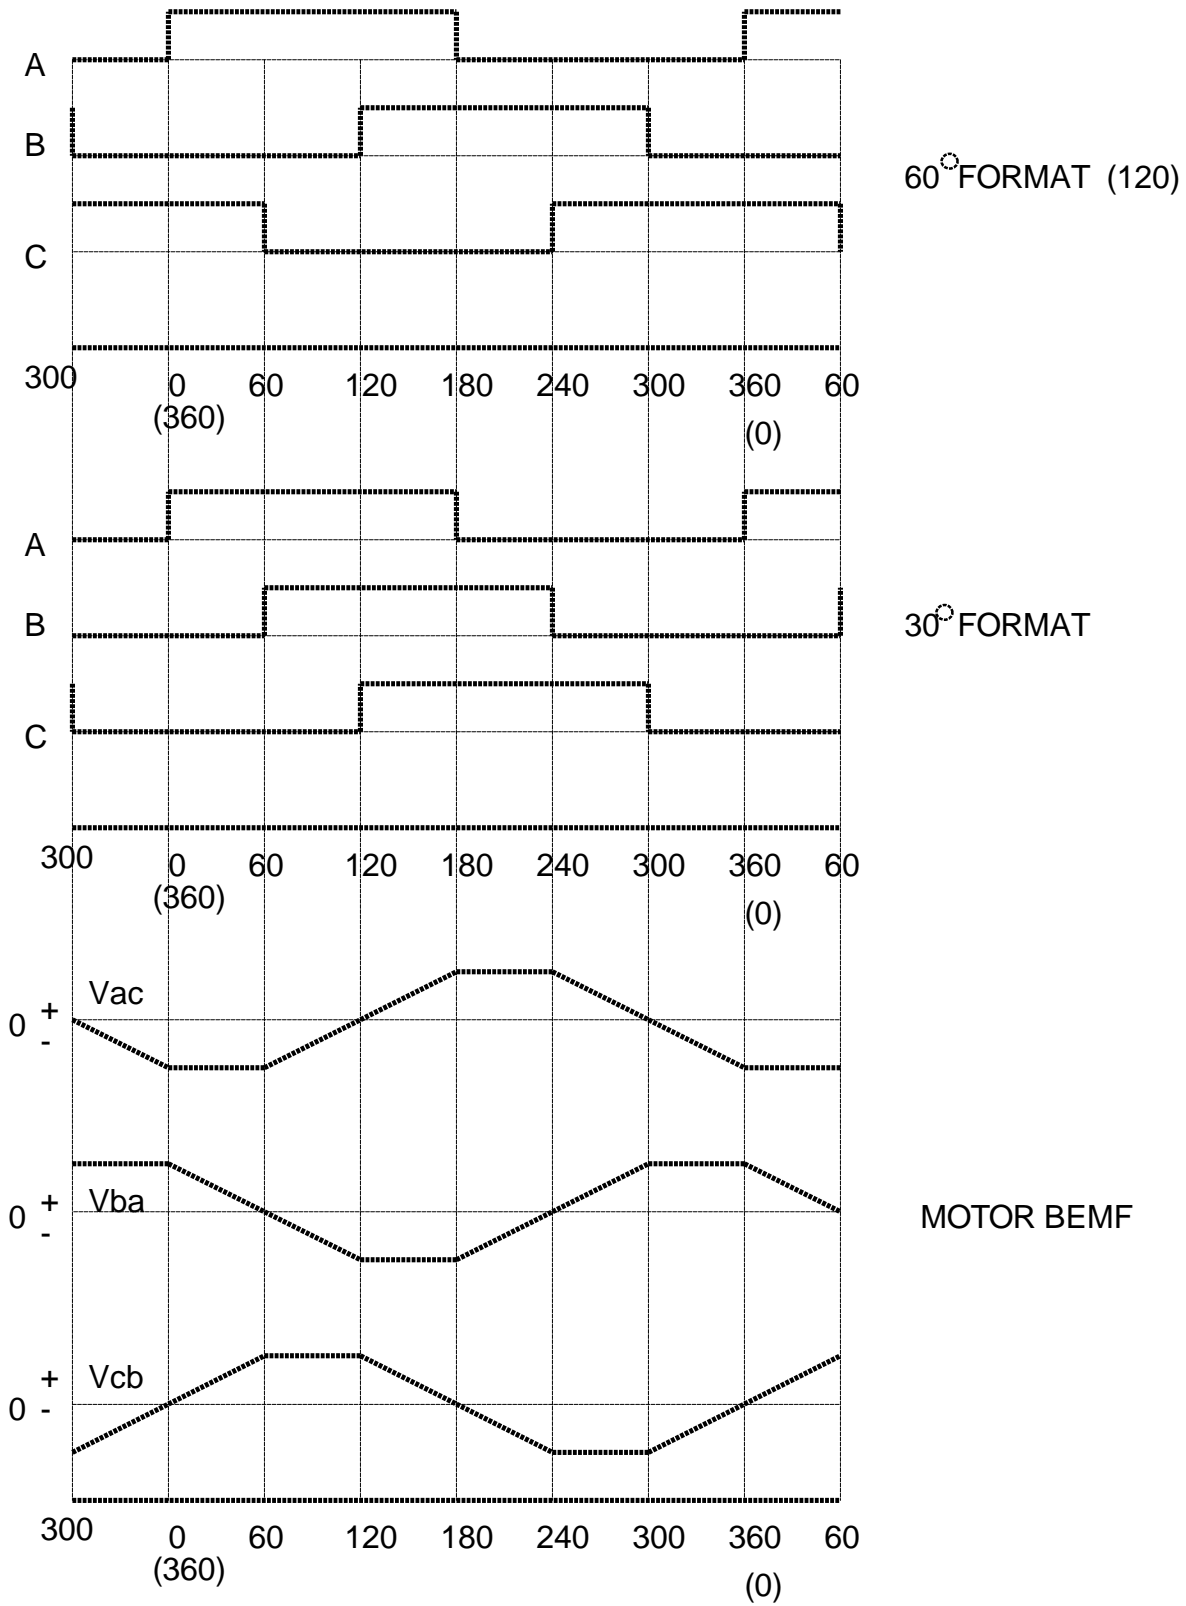 A
B
60° FORMAT (120)
C
300 0 60 120 180 240 300 360 60
(360)
(0)
A
B
30° FORMAT
C
300 0 60 120 180 240 300 360 60
(360)
(0)
Vac
0 +
-
Vba
0 +
-
MOTOR BEMF
Vcb
+
0 -
300 0 60 120 180 240 300 360 60
(360)
(0)